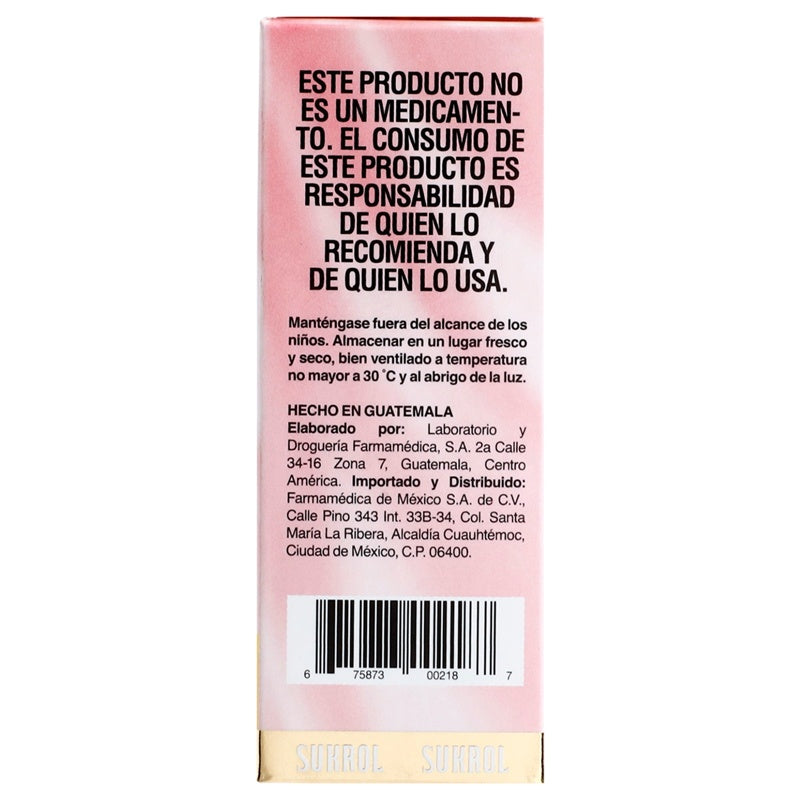 ESTE PRODUCTO NO
ES UN MEDICAMEN-
TO. EL CONSUMO DE
ESTE PRODUCTO ES
RESPONSABILIDAD
DE QUIEN LO
RECOMIENDA Y
DE QUIEN LO USA.
Manténgase fuera del alcance de los
niños. Almacenar en un lugar fresco
y seco, bien ventilado a temperatura
no mayor a 30 °C y al abrigo de la luz.
HECHO EN GUATEMALA
Elaborado por: Laboratorio y
Droguería Farmamédica, S.A. 2a Calle
34-16 Zona 7, Guatemala, Centro
América. Importado y Distribuido:
Farmamédica de México S.A. de C.V.,
Calle Pino 343 Int. 33B-34, Col. Santa
María La Ribera, Alcaldía Cuauhtémoc,
Ciudad de México, C.P. 06400.
6 75873 00218 7
SUKROL SUKROL